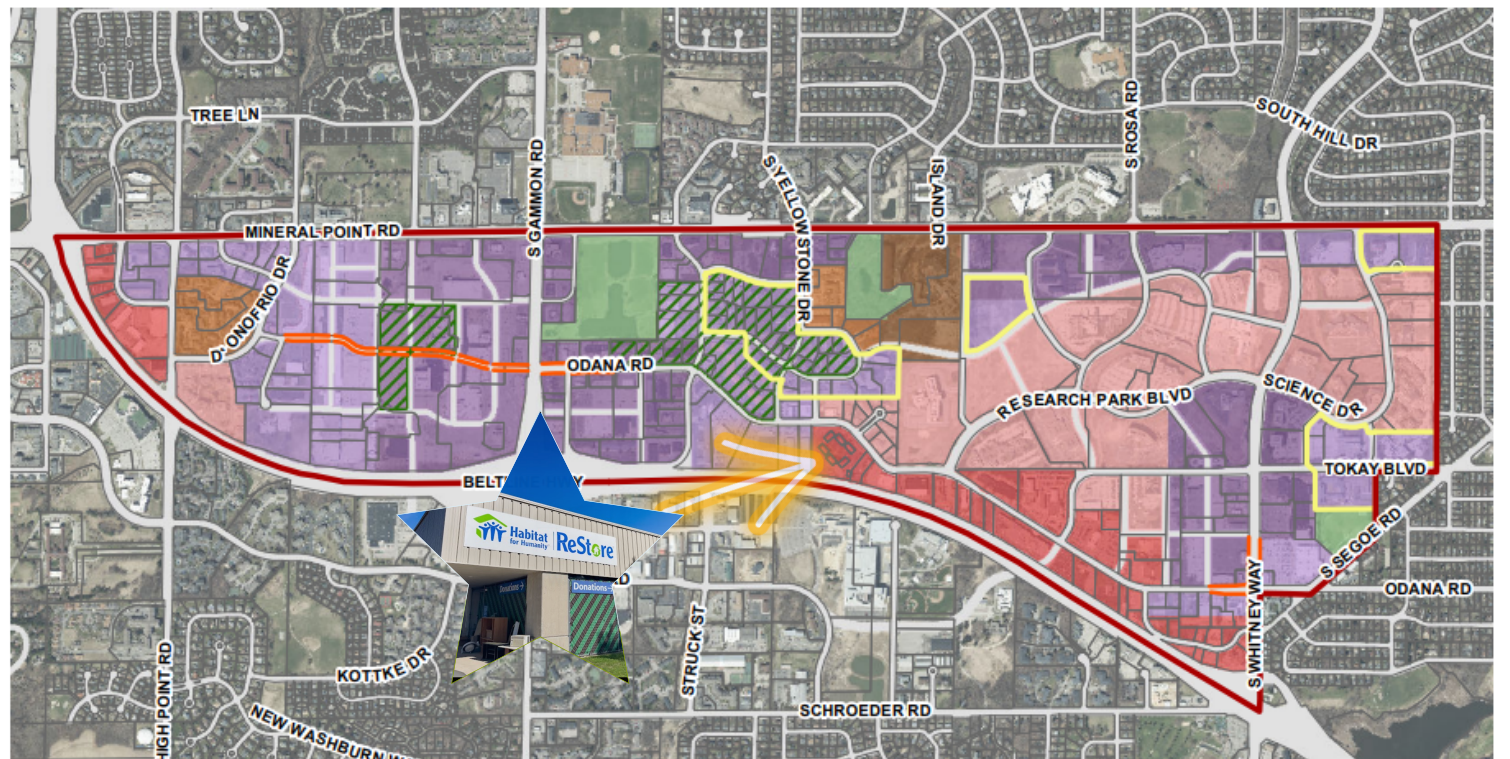 TREE LN
SOUTH HILL DR
S ROSA RD
S GAMMON RD
S YELLOWSTONE DR
ISLAND DR
MINERAL POINT RD
D'ONOFRIO DR
ODANA RD
SCIENCE DR
RESEARCH PARK BLVD
TOKAY BLVD
Habitat
for Humanity
ReStore
Donations
Donations
RD
S SEGOE RD
ODANA RD
S WHITNEY WAY
STRUCK ST
HIGH POINT RD
KOTTKE DR
SCHROEDER RD
NEW WASHBURN